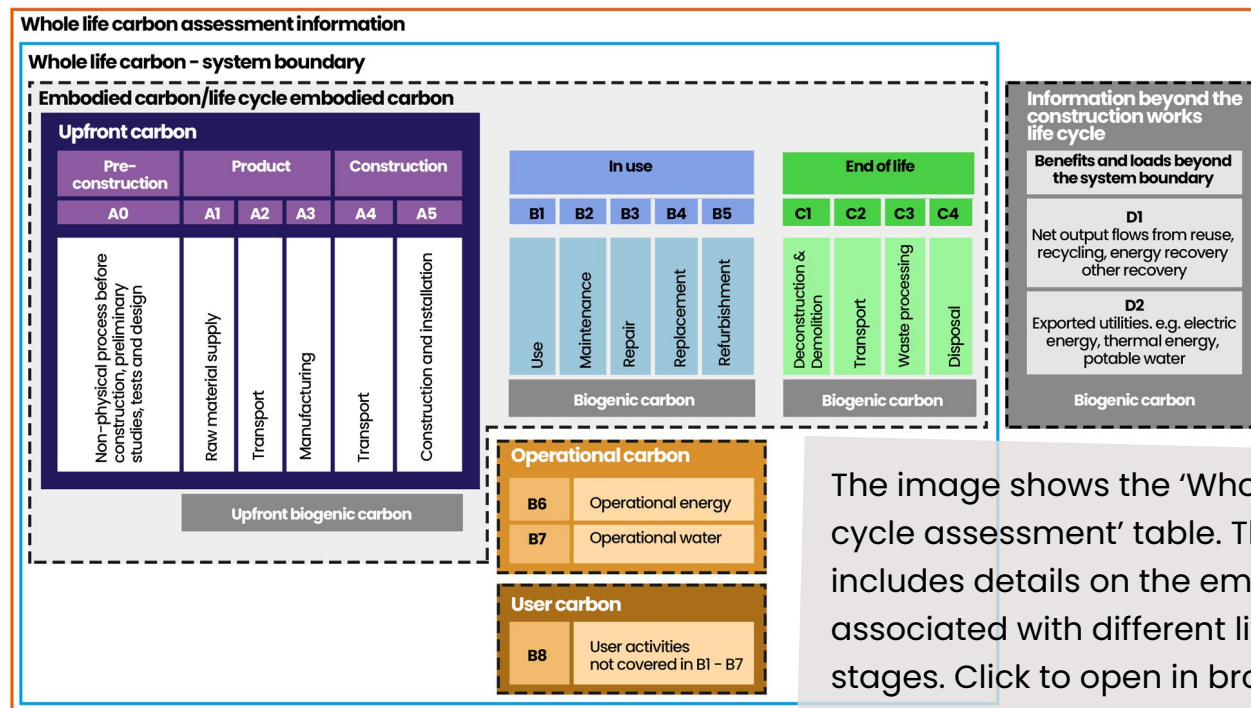 Whole life carbon assessment information
Whole life carbon - system boundary
Embodied carbon/life cycle embodied carbon
Upfront carbon
Pre-
construction
Product
Construction
A0
A1
A2
A3
A4
A5
Non-physical process before
construction, preliminary
studies, tests and design
Raw material supply
Transport
Manufacturing
Transport
Construction and installation
Upfront biogenic carbon
In use
B1
B2
B3
B4
B5
Use
Maintenance
Repair
Replacement
Refurbishment
Biogenic carbon
End of life
C1
C2
C3
C4
Deconstruction &
Demolition
Transport
Waste processing
Disposal
Biogenic carbon
Operational carbon
B6
Operational energy
B7
Operational water
User carbon
B8
User activities
not covered in B1 - B7
Information beyond the
construction works
life cycle
Benefits and loads beyond
the system boundary
D1
Net output flows from reuse,
recycling, energy recovery
other recovery
D2
Exported utilities. e.g. electric
energy, thermal energy,
potable water
Biogenic carbon
The image shows the ‘Who
cycle assessment’ table. T
includes details on the em
associated with different li
stages. Click to open in bro